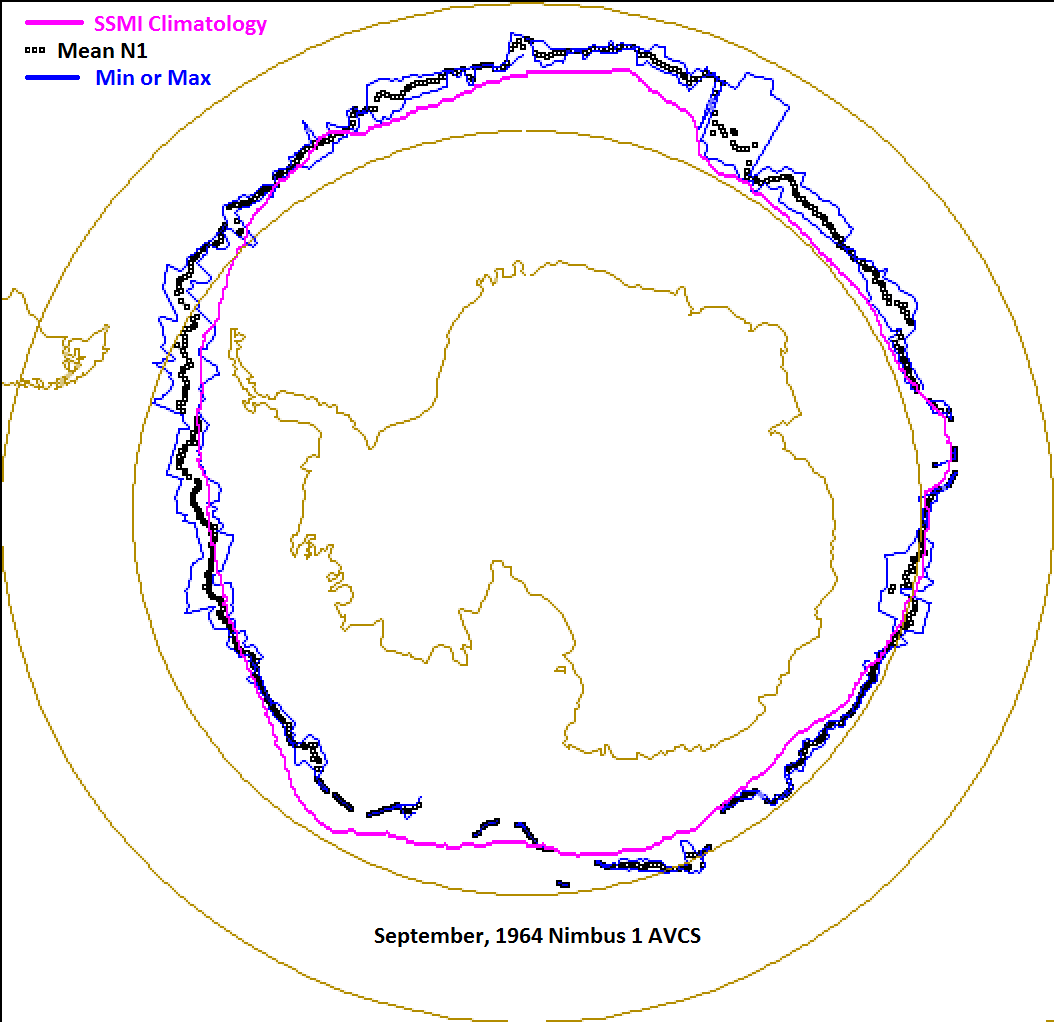 SSMI Climatology
Mean N1
Min or Max
September, 1964 Nimbus 1 AVCS